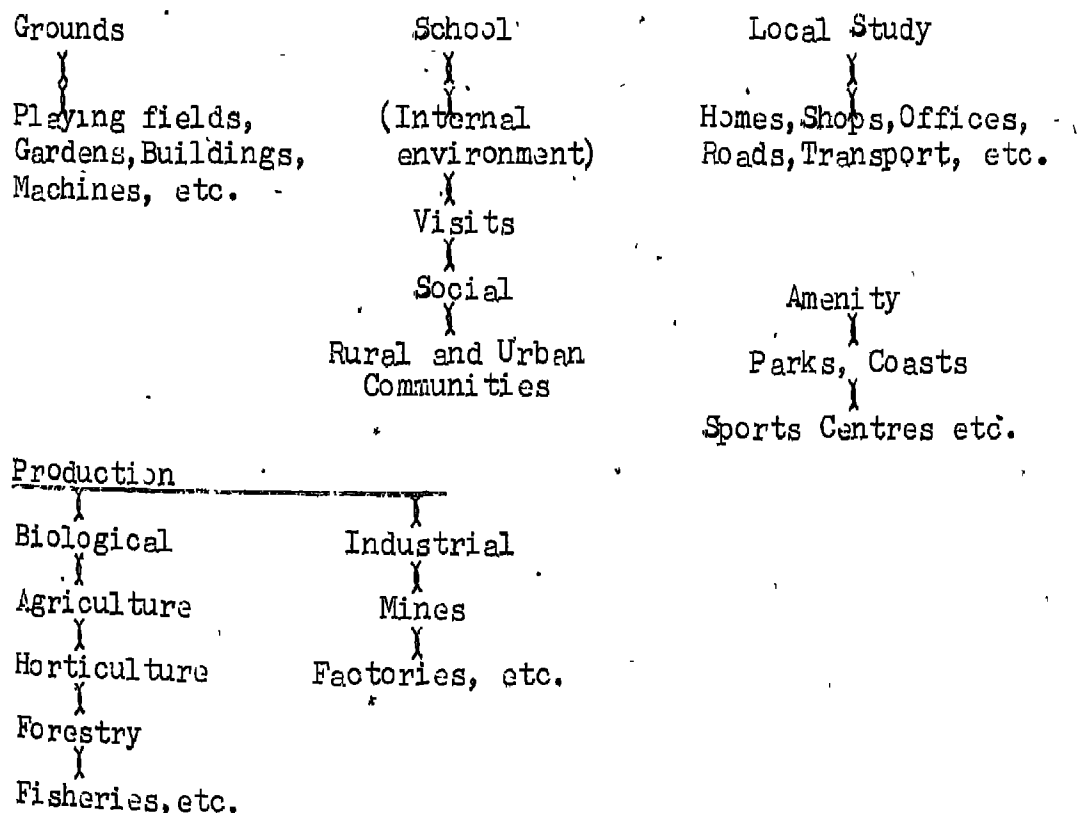 Grounds
School
Local Study
Playing fields,
Gardens,Buildings,
Machines, etc.
(Internal
environment)
Homes,Shops,Offices,
Roads,Transport, etc.
Visits
Social
Rural and Urban
Communities
Amenity
Parks, Coasts
Sports Centres etc.
Production
Biological
Agriculture
Horticulture
Forestry
Fisheries,etc.
Industrial
Mines
Factories, etc.